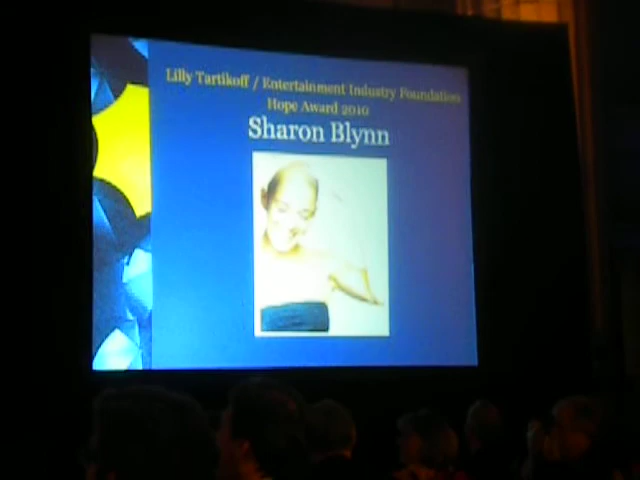 Lilly Tartikoff / Entertainment Industry Foundation
Hope Award 2010
Sharon Blynn